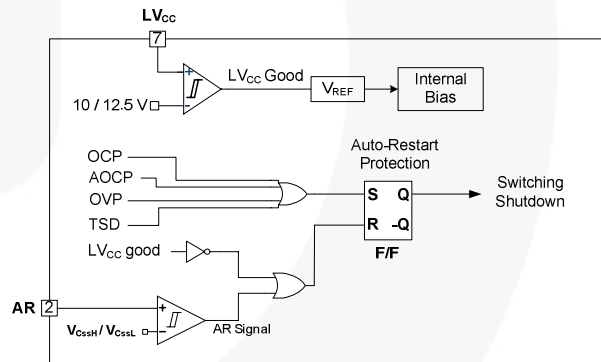 LVCC
7
LVCC Good
10 / 12.5 V
VREF
Internal
Bias
Auto-Restart
Protection
OCP
AOCP
OVP
TSD
S Q
R -Q
F/F
Switching
Shutdown
LVCC good
AR 2
VCssH / VCssL
AR Signal